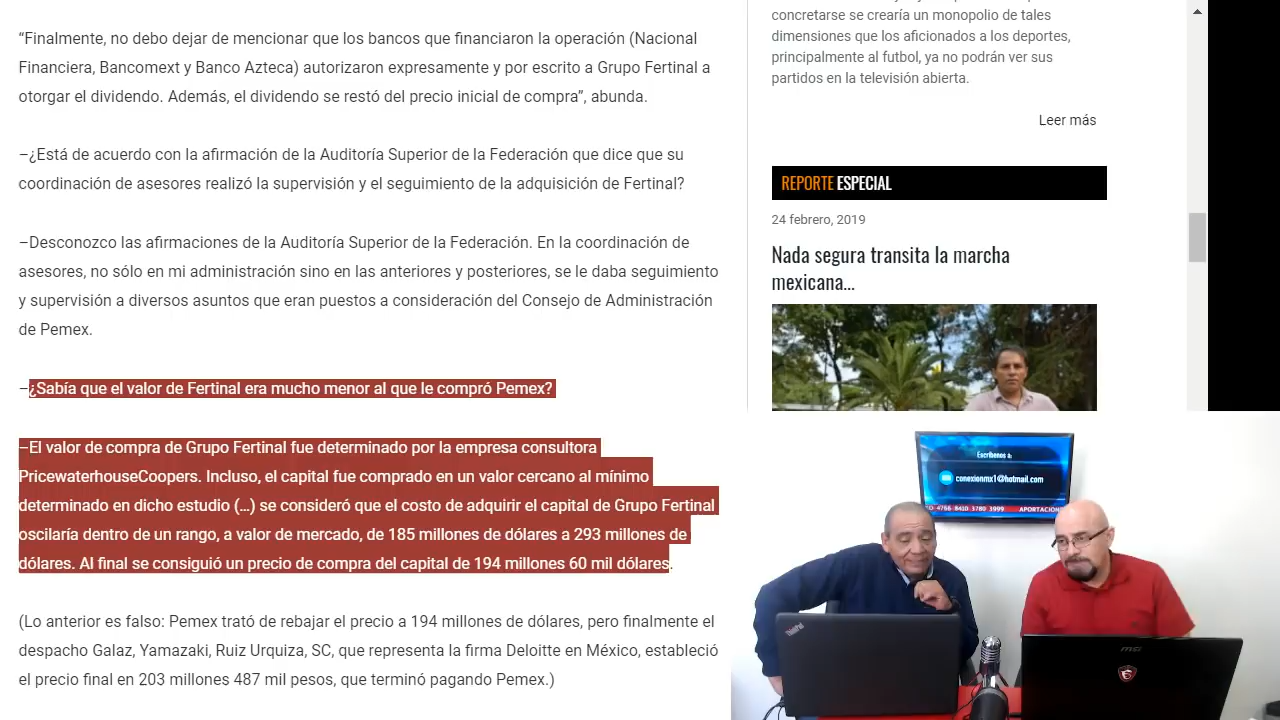 “Finalmente, no debo dejar de mencionar que los bancos que financiaron la operación (Nacional
Financiera, Bancomext y Banco Azteca) autorizaron expresamente y por escrito a Grupo Fertinal a
otorgar el dividendo. Además, el dividendo se restó del precio inicial de compra”, abunda.
–¿Está de acuerdo con la afirmación de la Auditoría Superior de la Federación que dice que su
coordinación de asesores realizó la supervisión y el seguimiento de la adquisición de Fertinal?
–Desconozco las afirmaciones de la Auditoría Superior de la Federación. En la coordinación de
asesores, no sólo en mi administración sino en las anteriores y posteriores, se le daba seguimiento
y supervisión a diversos asuntos que eran puestos a consideración del Consejo de Administración
de Pemex.
–¿Sabía que el valor de Fertinal era mucho menor al que le compró Pemex?
–El valor de compra de Grupo Fertinal fue determinado por la empresa consultora
PricewaterhouseCoopers. Incluso, el capital fue comprado en un valor cercano al mínimo
determinado en dicho estudio (…) se consideró que el costo de adquirir el capital de Grupo Fertinal
oscilaría dentro de un rango, a valor de mercado, de 185 millones de dólares a 293 millones de
dólares. Al final se consiguió un precio de compra del capital de 194 millones 60 mil dólares.
(Lo anterior es falso: Pemex trató de rebajar el precio a 194 millones de dólares, pero finalmente el
despacho Galaz, Yamazaki, Ruiz Urquiza, SC, que representa la firma Deloitte en México, estableció
el precio final en 203 millones 487 mil pesos, que terminó pagando Pemex.)
concretarse se crearía un monopolio de tales
dimensiones que los aficionados a los deportes,
principalmente al futbol, ya no podrán ver sus
partidos en la televisión abierta.
Leer más
REPORTE ESPECIAL
24 febrero, 2019
Nada segura transita la marcha
mexicana...
Escríbenos a:
conexionmx1@hotmail.com
4766 8410 3780 3999 APORTACION
ThinkPad
msi